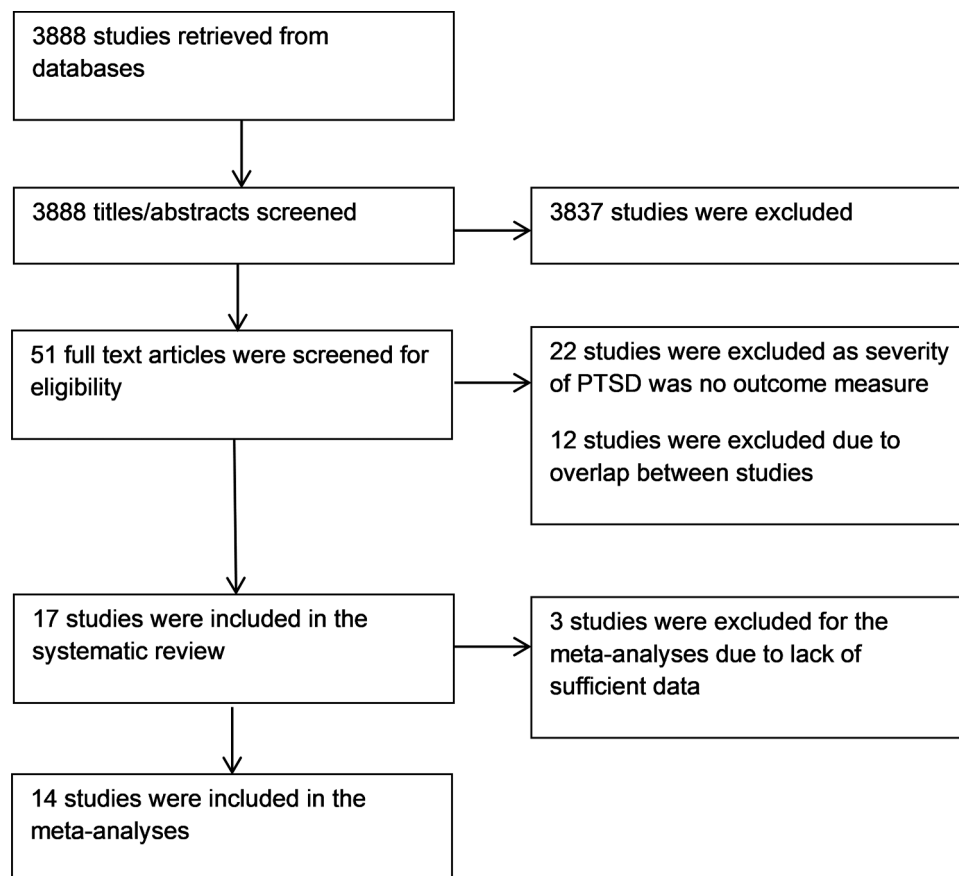 3888 studies retrieved from
databases
3888 titles/abstracts screened
3837 studies were excluded
51 full text articles were screened for
eligibility
22 studies were excluded as severity
of PTSD was no outcome measure
12 studies were excluded due to
overlap between studies
17 studies were included in the
systematic review
3 studies were excluded for the
meta-analyses due to lack of
sufficient data
14 studies were included in the
meta-analyses